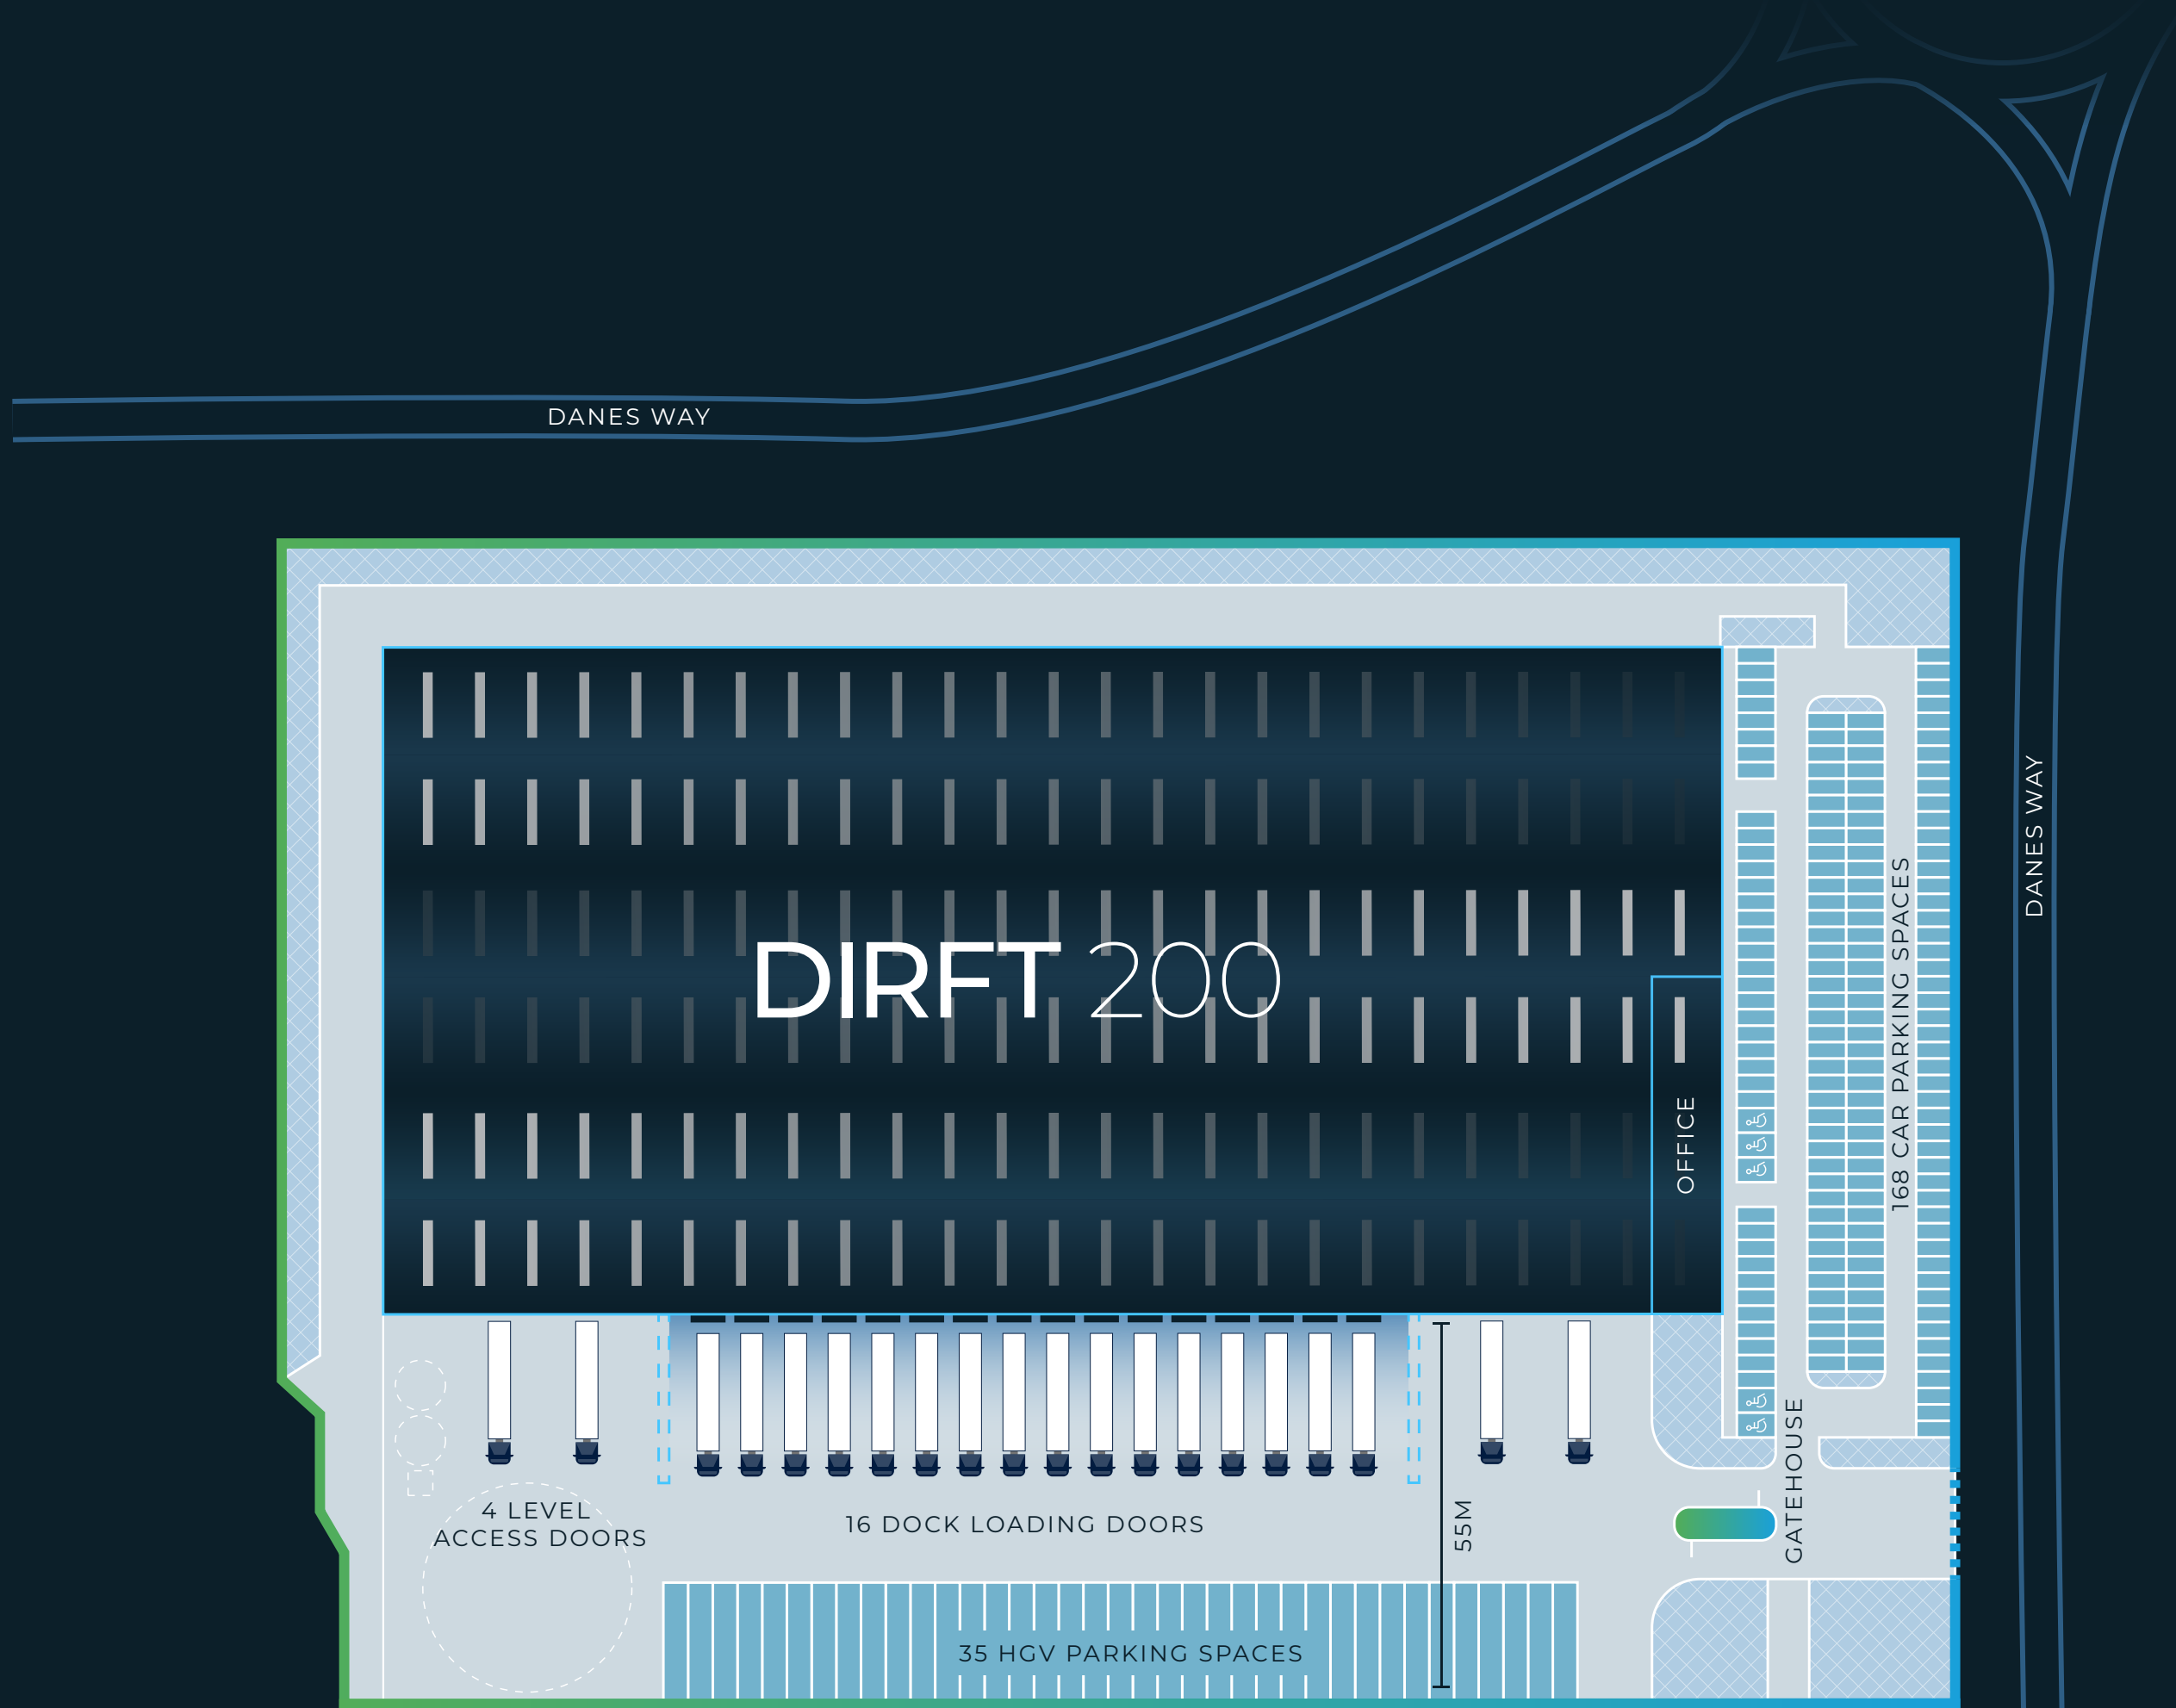 DANES WAY
DANES WAY
DIRFT 200
168 CAR PARKING SPACES
OFFICE
GATEHOUSE
4 LEVEL
ACCESS DOORS
16 DOCK LOADING DOORS
55M
35 HGV PARKING SPACES